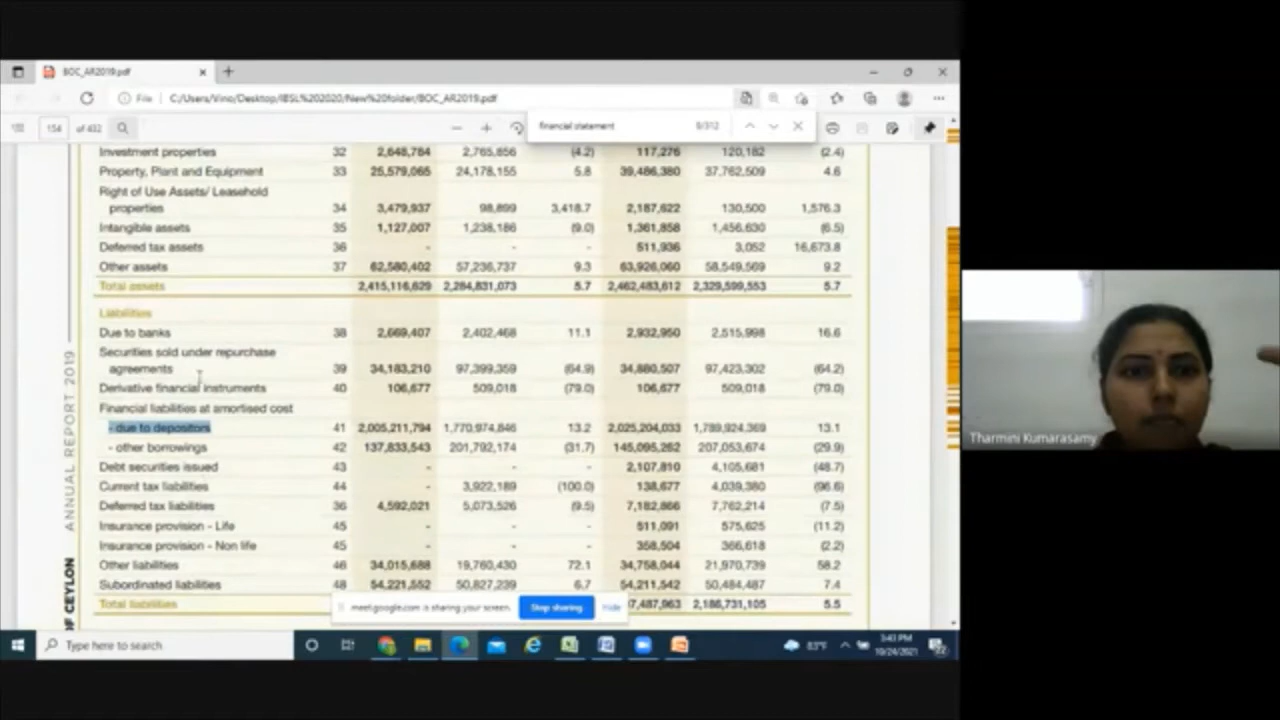 BOC_AR2019.pdf
File C:/Users/Vino/Desktop/IBSL%202020/New%20folder/BOC_AR2019.pdf
154 of 432
financial statement 9/312
Investment properties 32 2,648,784 2,765,856 (4.2) 117,276 120,182 (2.4)
Property, Plant and Equipment 33 25,579,065 24,178,155 5.8 39,486,380 37,762,509 4.6
Right of Use Assets/ Leasehold
properties 34 3,479,937 98,899 3,418.7 2,187,622 130,500 1,576.3
Intangible assets 35 1,127,007 1,238,186 (9.0) 1,361,858 1,456,630 (6.5)
Deferred tax assets 36 - - - 511,936 3,052 16,673.8
Other assets 37 62,580,402 57,236,737 9.3 63,926,060 58,549,569 9.2
Total assets 2,415,116,629 2,284,831,073 5.7 2,462,483,612 2,329,599,553 5.7
Liabilities
Due to banks 38 2,669,407 2,402,468 11.1 2,932,950 2,515,998 16.6
Securities sold under repurchase
agreements 39 34,183,210 97,399,359 (64.9) 34,880,507 97,423,302 (64.2)
Derivative financial instruments 40 106,677 509,018 (79.0) 106,677 509,018 (79.0)
Financial liabilities at amortised cost
- due to depositors 41 2,005,211,794 1,770,974,846 13.2 2,025,204,033 1,789,924,369 13.1
- other borrowings 42 137,833,543 201,792,174 (31.7) 145,095,262 207,053,674 (29.9)
Debt securities issued 43 - - - 2,107,810 4,105,681 (48.7)
Current tax liabilities 44 - 3,922,189 (100.0) 138,677 4,039,380 (96.6)
Deferred tax liabilities 36 4,592,021 5,073,526 (9.5) 7,182,866 7,762,214 (7.5)
Insurance provision - Life 45 - - - 511,091 575,625 (11.2)
Insurance provision - Non life 45 - - - 358,504 366,618 (2.2)
Other liabilities 46 34,015,688 19,760,430 72.1 34,758,044 21,970,739 58.2
Subordinated liabilities 48 54,221,552 50,827,239 6.7 54,211,542 50,484,487 7.4
Total liabilities 7,487,963 2,186,731,105 5.5
ANNUAL REPORT 2019
OF CEYLON
meet.google.com is sharing your screen. Stop sharing Hide
Tharmini Kumarasamy
Type here to search
83°F
3:43 PM
10/24/2021
22